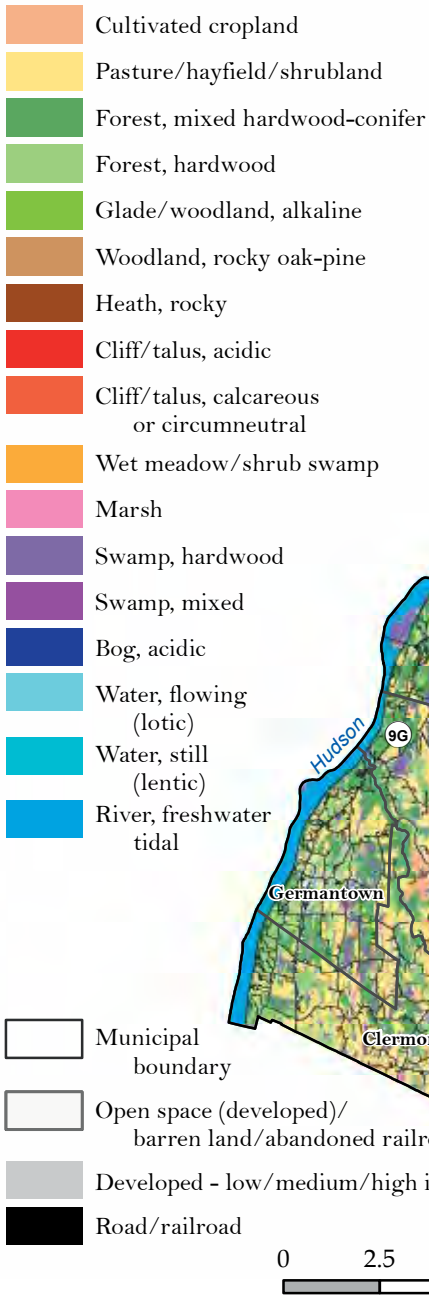 Cultivated cropland
Pasture/hayfield/shrubland
Forest, mixed hardwood-conifer
Forest, hardwood
Glade/woodland, alkaline
Woodland, rocky oak-pine
Heath, rocky
Cliff/talus, acidic
Cliff/talus, calcareous
or circumneutral
Wet meadow/shrub swamp
Marsh
Swamp, hardwood
Swamp, mixed
Bog, acidic
Water, flowing
(lotic)
Water, still
(lentic)
River, freshwater
tidal
Hudson
9G
Germantown
Clermo
Municipal
boundary
Open space (developed)/
barren land/abandoned railr
Developed - low/medium/high i
Road/railroad
0 2.5